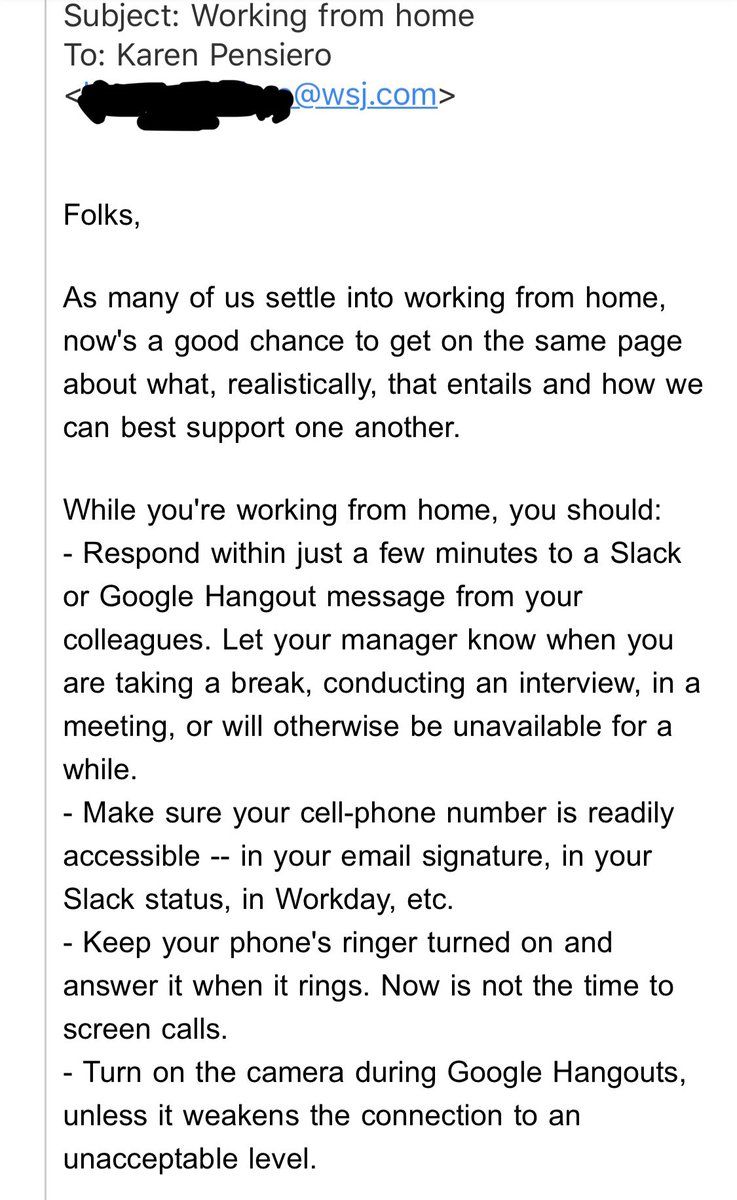 Subject: Working from home
To: Karen Pensiero
< @wsj.com>
Folks,
As many of us settle into working from home,
now's a good chance to get on the same page
about what, realistically, that entails and how we
can best support one another.
While you're working from home, you should:
- Respond within just a few minutes to a Slack
or Google Hangout message from your
colleagues. Let your manager know when you
are taking a break, conducting an interview, in a
meeting, or will otherwise be unavailable for a
while.
- Make sure your cell-phone number is readily
accessible -- in your email signature, in your
Slack status, in Workday, etc.
- Keep your phone's ringer turned on and
answer it when it rings. Now is not the time to
screen calls.
- Turn on the camera during Google Hangouts,
unless it weakens the connection to an
unacceptable level.